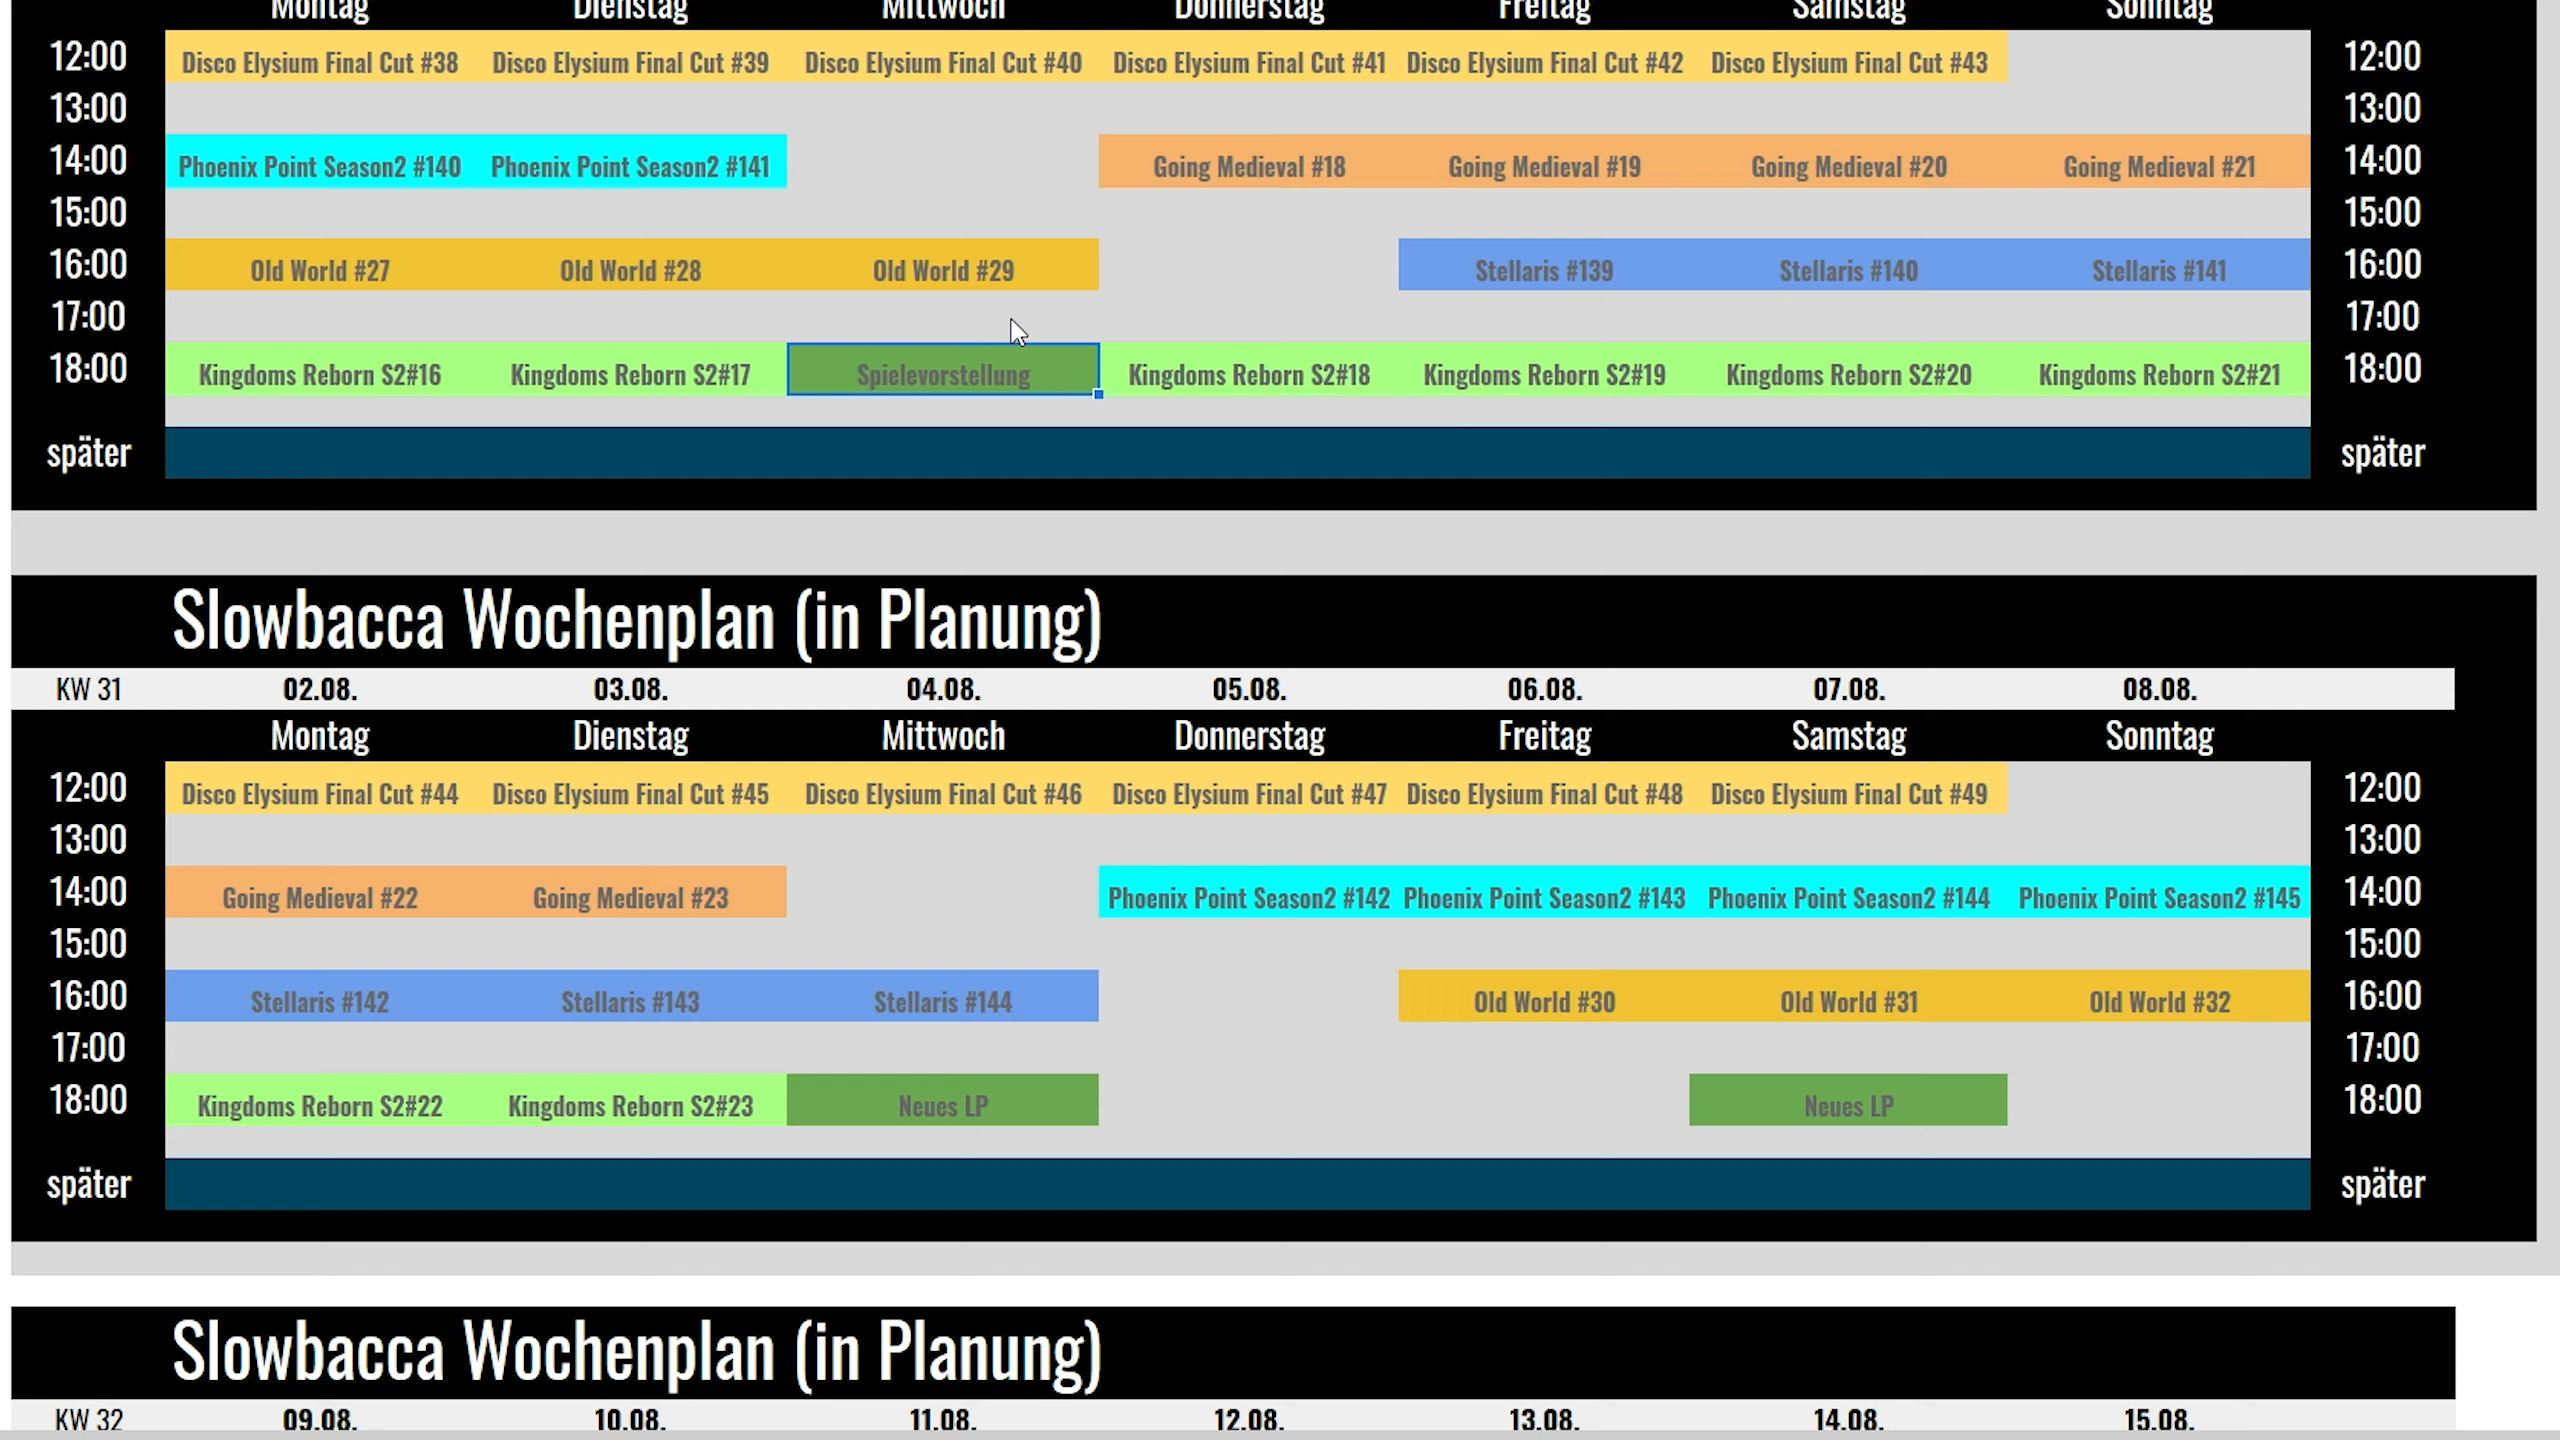 Montag Dienstag Mittwoch Donnerstag Freitag Samstag Sonntag
12:00 Disco Elysium Final Cut #38 Disco Elysium Final Cut #39 Disco Elysium Final Cut #40 Disco Elysium Final Cut #41 Disco Elysium Final Cut #42 Disco Elysium Final Cut #43 12:00
13:00 13:00
14:00 Phoenix Point Season2 #140 Phoenix Point Season2 #141 Going Medieval #18 Going Medieval #19 Going Medieval #20 Going Medieval #21 14:00
15:00 15:00
16:00 Old World #27 Old World #28 Old World #29 Stellaris #139 Stellaris #140 Stellaris #141 16:00
17:00 17:00
18:00 Kingdoms Reborn S2#16 Kingdoms Reborn S2#17 Spielevorstellung Kingdoms Reborn S2#18 Kingdoms Reborn S2#19 Kingdoms Reborn S2#20 Kingdoms Reborn S2#21 18:00
später später
Slowbacca Wochenplan (in Planung)
KW 31 02.08. 03.08. 04.08. 05.08. 06.08. 07.08. 08.08.
Montag Dienstag Mittwoch Donnerstag Freitag Samstag Sonntag
12:00 Disco Elysium Final Cut #44 Disco Elysium Final Cut #45 Disco Elysium Final Cut #46 Disco Elysium Final Cut #47 Disco Elysium Final Cut #48 Disco Elysium Final Cut #49 12:00
13:00 13:00
14:00 Going Medieval #22 Going Medieval #23 Phoenix Point Season2 #142 Phoenix Point Season2 #143 Phoenix Point Season2 #144 Phoenix Point Season2 #145 14:00
15:00 15:00
16:00 Stellaris #142 Stellaris #143 Stellaris #144 Old World #30 Old World #31 Old World #32 16:00
17:00 17:00
18:00 Kingdoms Reborn S2#22 Kingdoms Reborn S2#23 Neues LP Neues LP 18:00
später später
Slowbacca Wochenplan (in Planung)
KW 32 09.08. 10.08. 11.08. 12.08. 13.08. 14.08. 15.08.